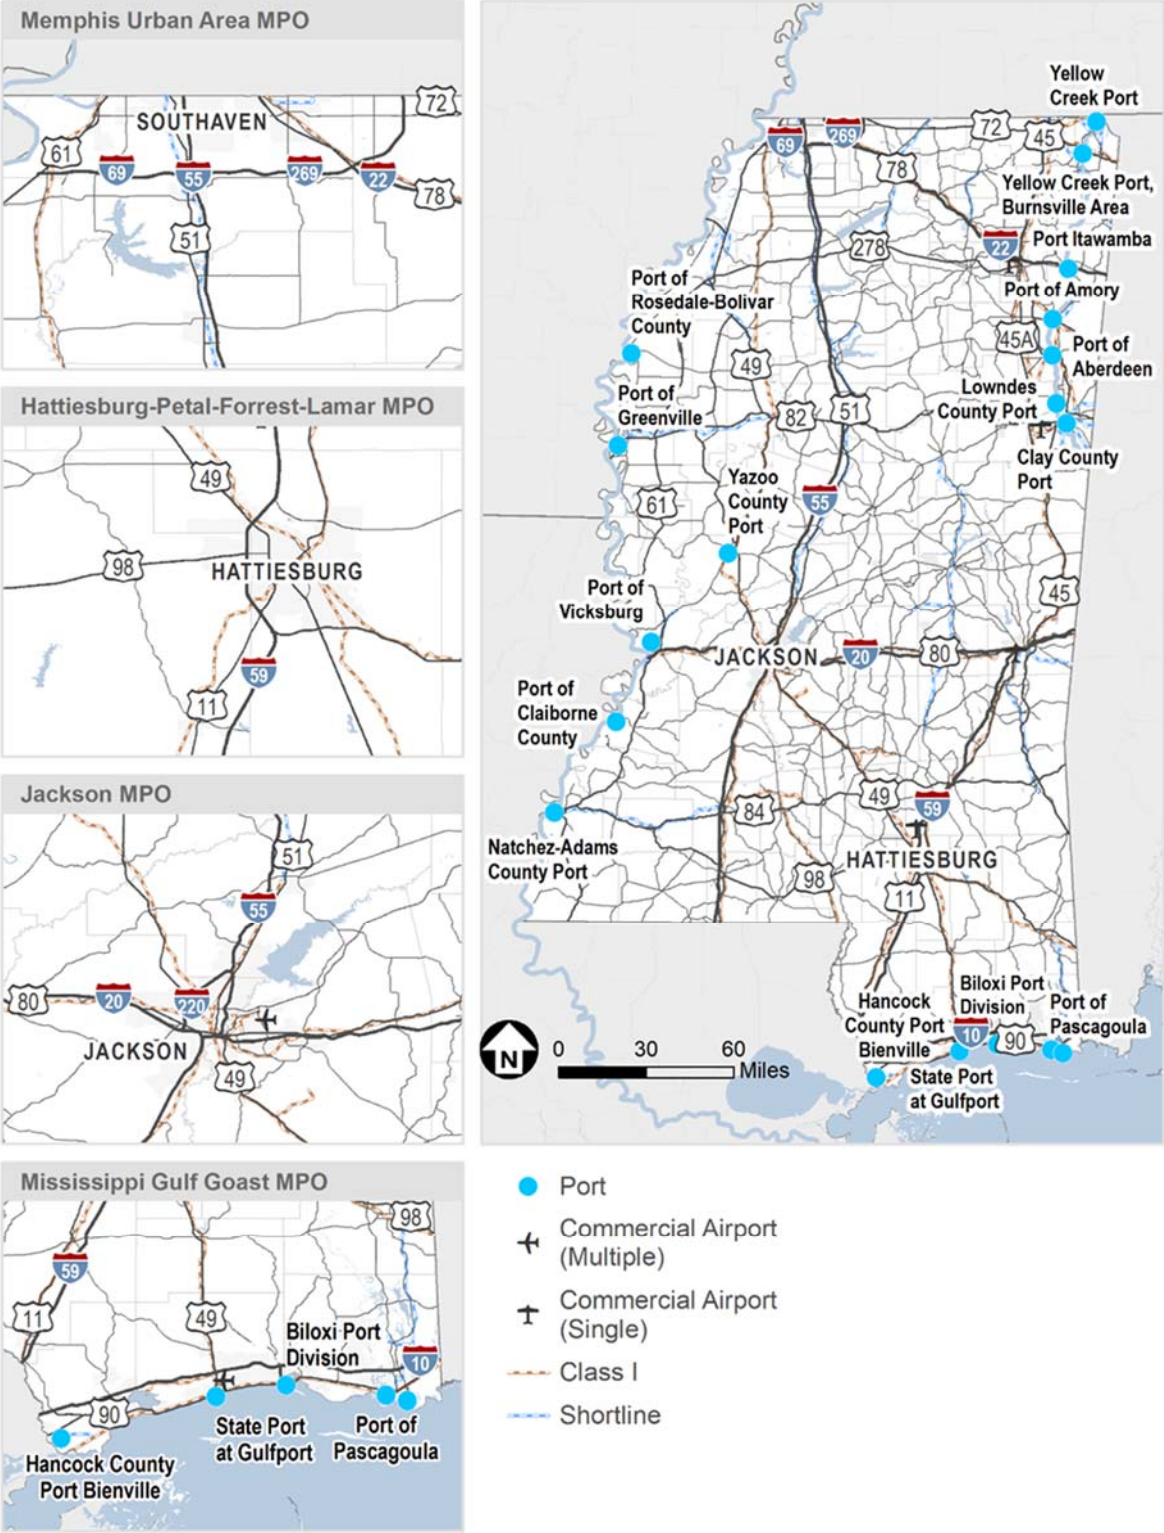 Memphis Urban Area MPO
72
SOUTHAVEN
61
69
55
269
22
78
51
Hattiesburg-Petal-Forrest-Lamar MPO
49
98
HATTIESBURG
59
11
Jackson MPO
51
55
80
20
220
JACKSON
49
Mississippi Gulf Goast MPO
98
59
11
49
Biloxi Port
Division
10
90
State Port
at Gulfport
Port of
Pascagoula
Hancock County
Port Bienville
Yellow
Creek Port
69
269
72
45
78
Yellow Creek Port,
Burnsville Area
278
22
Port Itawamba
Port of
Rosedale-Bolivar
County
Port of Amory
45A
Port of
Aberdeen
49
Port of
Greenville
82
51
Lowndes
County Port
Clay County
Port
Yazoo
County
Port
61
55
Port of
Vicksburg
45
JACKSON
20
80
Port of
Claiborne
County
84
49
59
Natchez-Adams
County Port
HATTIESBURG
98
11
Hancock
County Port
Bienville
Biloxi Port
Division
Port of
Pascagoula
10
90
State Port
at Gulfport
N
0 30 60
Miles
Port
Commercial Airport
(Multiple)
Commercial Airport
(Single)
Class I
Shortline